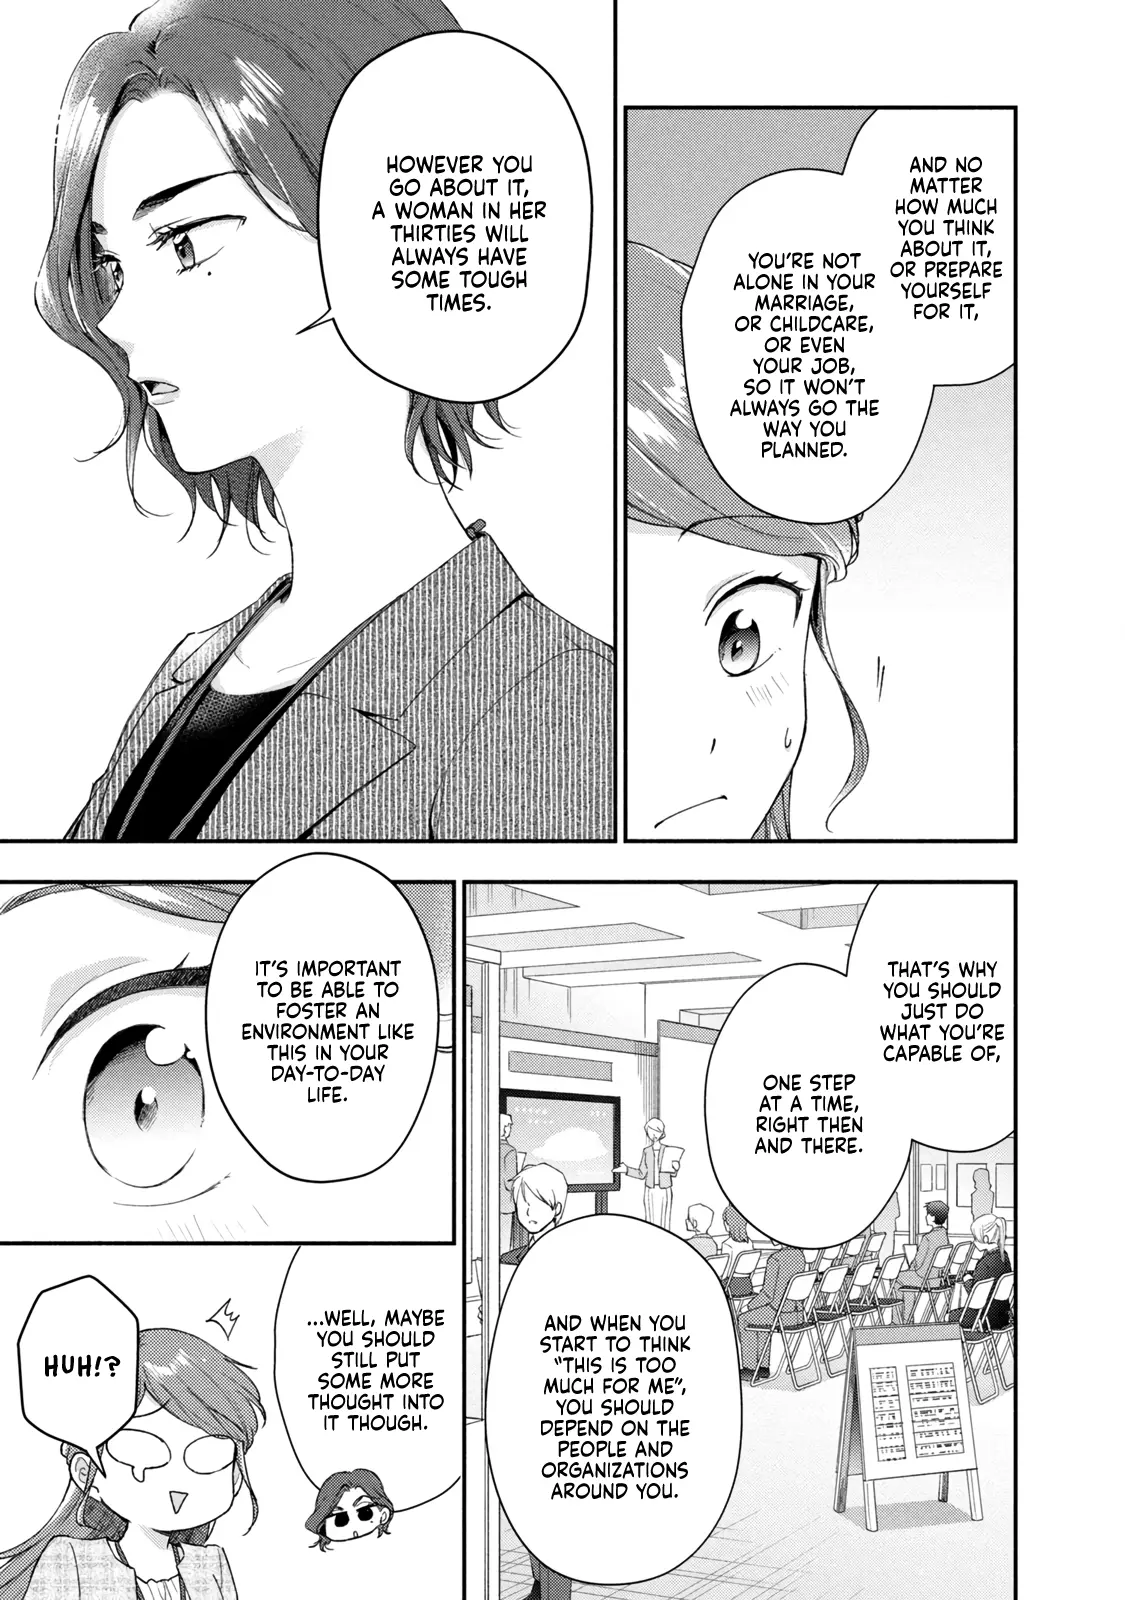 AND NO
MATTER
HOW MUCH
YOU THINK
ABOUT IT,
OR PREPARE
YOURSELF
FOR IT,
YOU'RE NOT
ALONE IN YOUR
MARRIAGE,
OR CHILDCARE,
OR EVEN
YOUR JOB,
SO IT WON'T
ALWAYS GO THE
WAY YOU
PLANNED.
HOWEVER YOU
GO ABOUT IT,
A WOMAN IN HER
THIRTIES WILL
ALWAYS HAVE
SOME TOUGH
TIMES.
THAT'S WHY
YOU SHOULD
JUST DO
WHAT YOU'RE
CAPABLE OF,
ONE STEP
AT A TIME,
RIGHT THEN
AND THERE.
AND WHEN YOU
START TO THINK
"THIS IS TOO
MUCH FOR ME",
YOU SHOULD
DEPEND ON THE
PEOPLE AND
ORGANIZATIONS
AROUND YOU.
IT'S IMPORTANT
TO BE ABLE TO
FOSTER AN
ENVIRONMENT LIKE
THIS IN YOUR
DAY-TO-DAY
LIFE.
...WELL, MAYBE
YOU SHOULD
STILL PUT
SOME MORE
THOUGHT INTO
IT THOUGH.
HUH!?